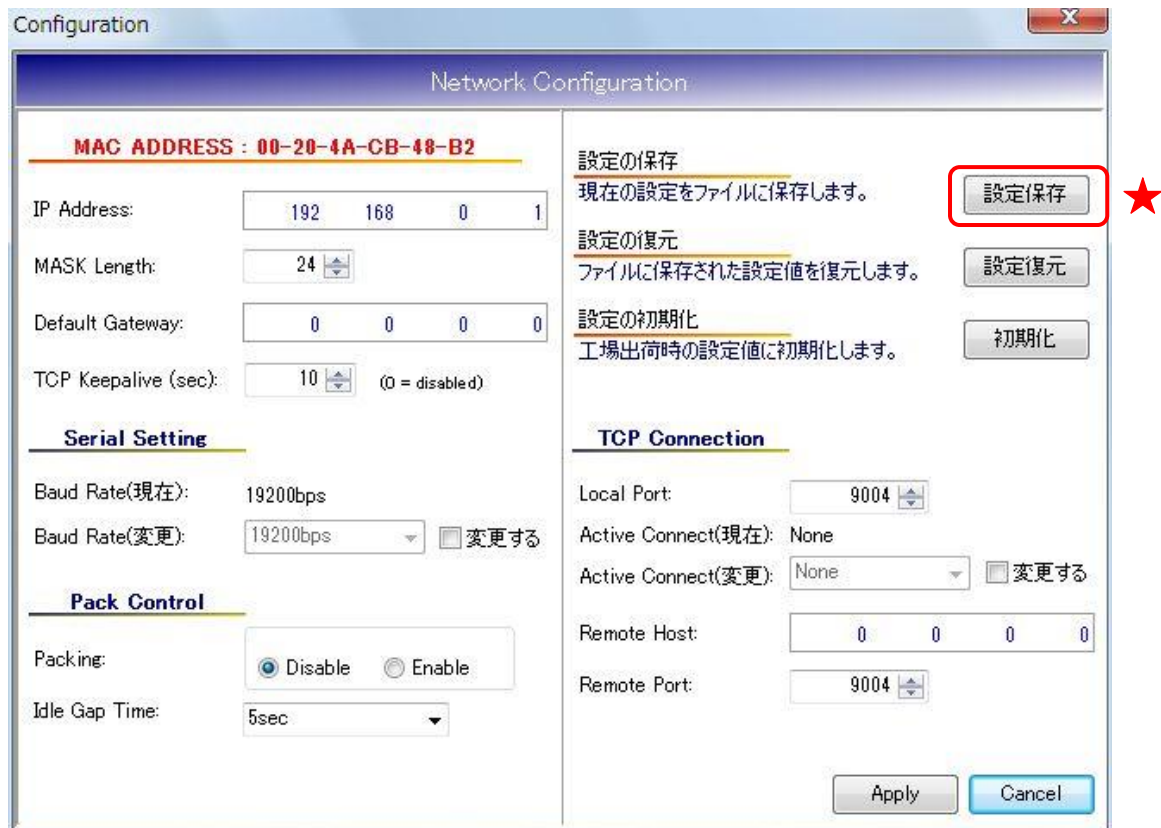 Configuration
Network Configuration
MAC ADDRESS : 00-20-4A-CB-48-B2
IP Address: 192 168 0 1
MASK Length: 24
Default Gateway: 0 0 0 0
TCP Keepalive (sec): 10 (0 = disabled)
Serial Setting
Baud Rate(現在): 19200bps
Baud Rate(変更): 19200bps 変更する
Pack Control
Packing: Disable Enable
Idle Gap Time: 5sec
設定の保存
現在の設定をファイルに保存します。 設定保存
設定の復元
ファイルに保存された設定値を復元します。 設定復元
設定の初期化
工場出荷時の設定値に初期化します。 初期化
TCP Connection
Local Port: 9004
Active Connect(現在): None
Active Connect(変更): None 変更する
Remote Host: 0 0 0 0
Remote Port: 9004
Apply Cancel